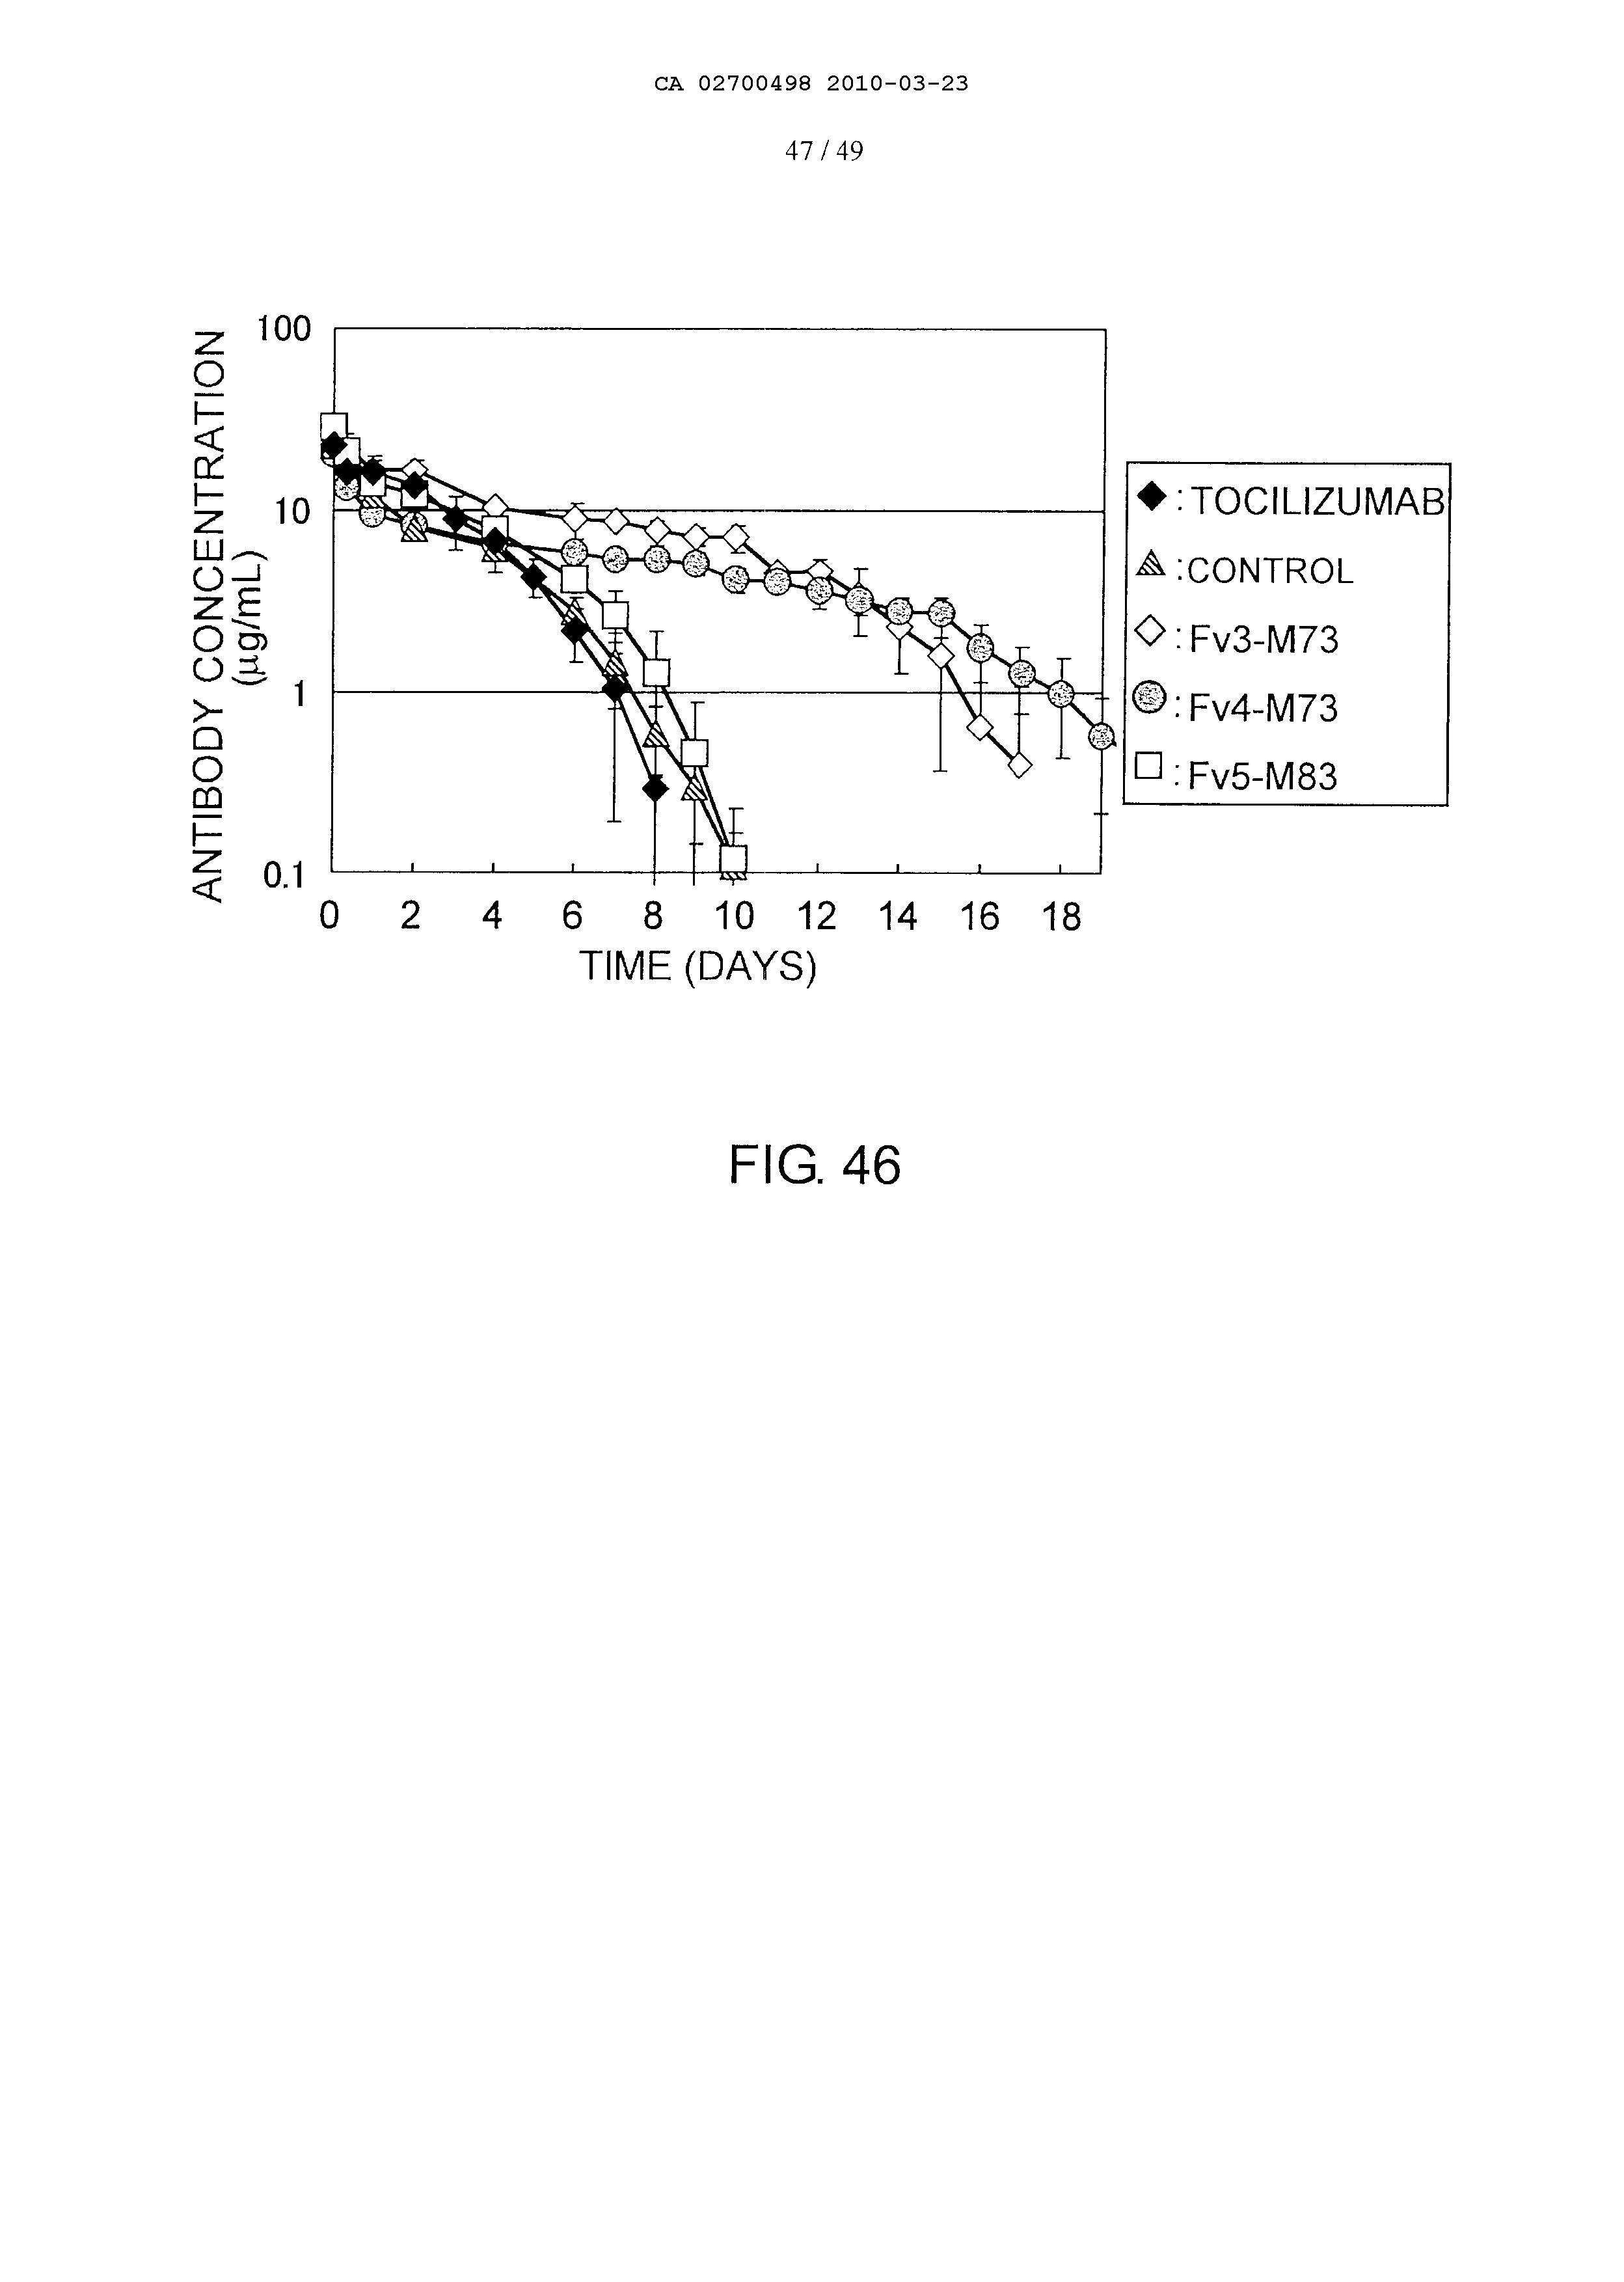 CA 02700498 2010-03-23
47 / 49
ANTIBODY CONCENTRATION
(µg/mL)
100
10
1
0.1
0 2 4 6 8 10 12 14 16 18
TIME (DAYS)
: TOCILIZUMAB
: CONTROL
: Fv3-M73
: Fv4-M73
: Fv5-M83
FIG. 46